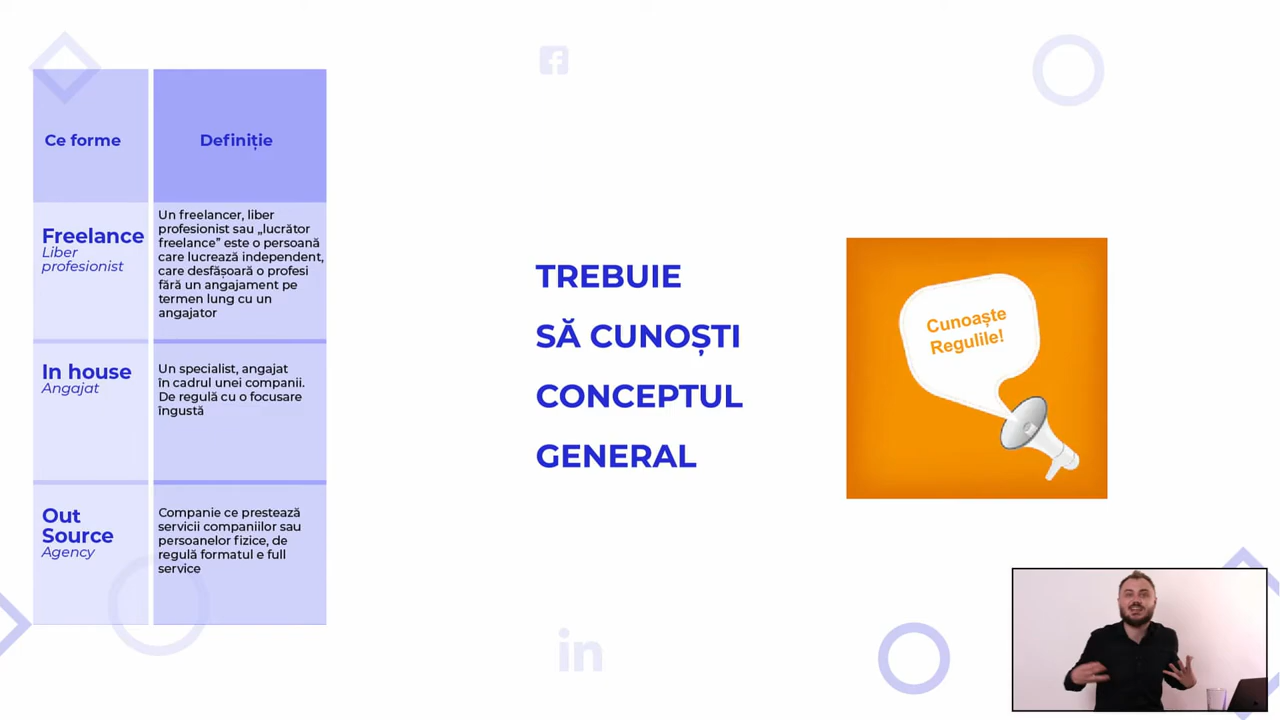 Ce forme
Definiție
Freelance
Liber
profesionist
Un freelancer, liber
profesionist sau „lucrător
freelance” este o persoană
care lucrează independent,
care desfășoară o profesi
fără un angajament pe
termen lung cu un
angajator
In house
Angajat
Un specialist, angajat
în cadrul unei companii.
De regulă cu o focusare
îngustă
Out
Source
Agency
Companie ce prestează
servicii companiilor sau
persoanelor fizice, de
regulă formatul e full
service
TREBUIE
SĂ CUNOȘTI
CONCEPTUL
GENERAL
Cunoaște
Regulile!
in